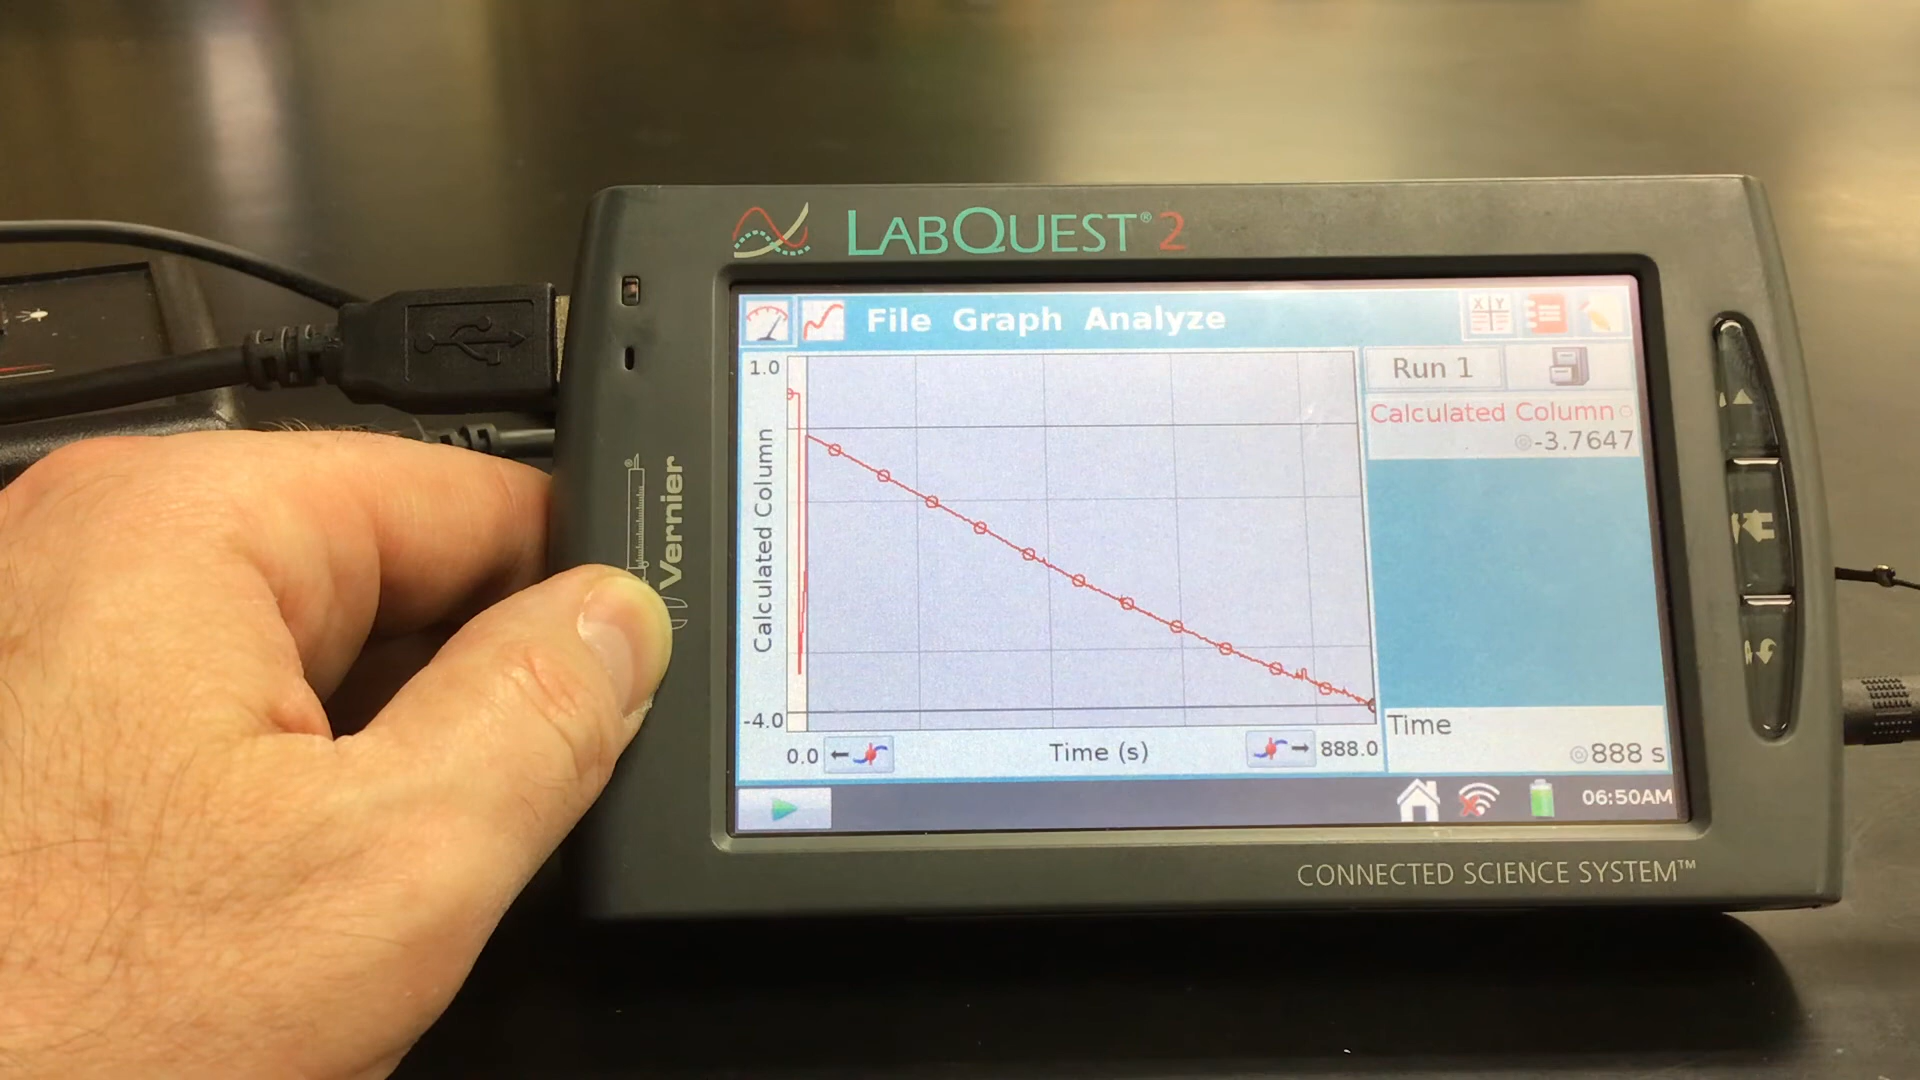 LABQUEST® 2
Vernier
File Graph Analyze
X Y
Run 1
Calculated Column
-3.7647
1.0
Calculated Column
-4.0
0.0
Time (s)
888.0
Time
888 s
06:50AM
CONNECTED SCIENCE SYSTEM™